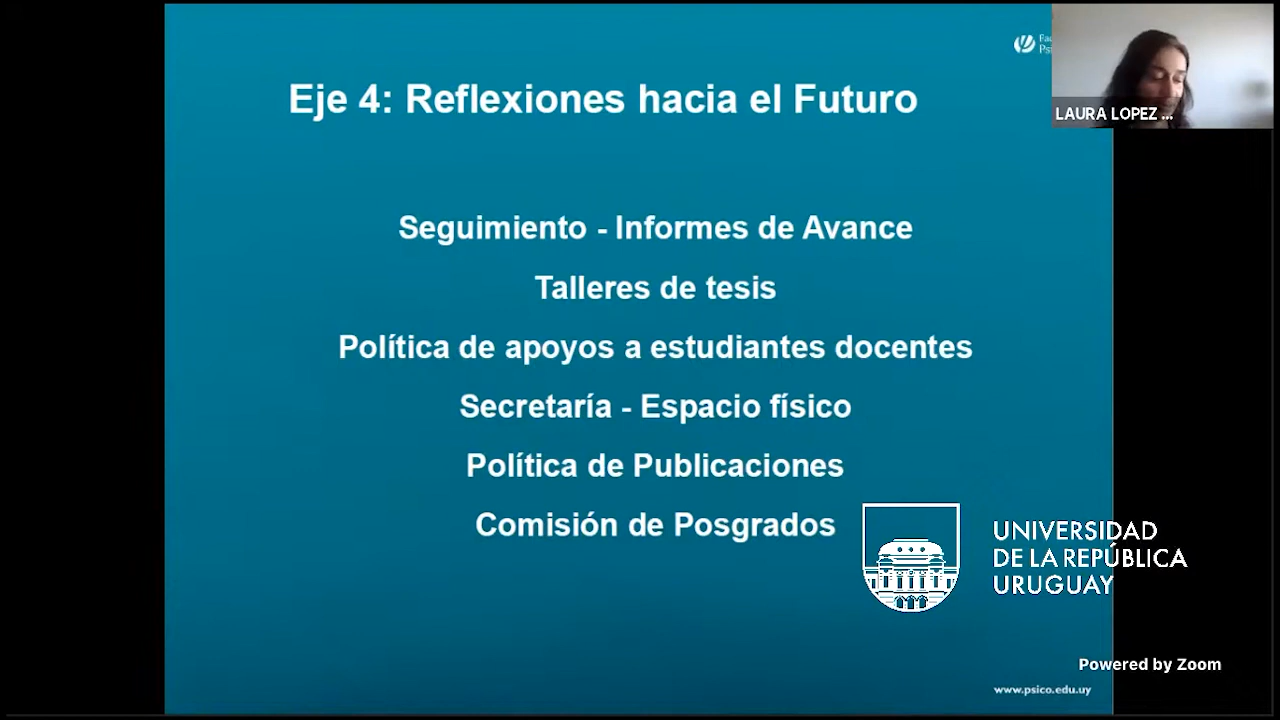 Eje 4: Reflexiones hacia el Futuro
LAURA LOPEZ ...
Seguimiento - Informes de Avance
Talleres de tesis
Política de apoyos a estudiantes docentes
Secretaría - Espacio físico
Política de Publicaciones
Comisión de Posgrados
UNIVERSIDAD
DE LA REPÚBLICA
URUGUAY
Powered by Zoom
www.psico.edu.uy